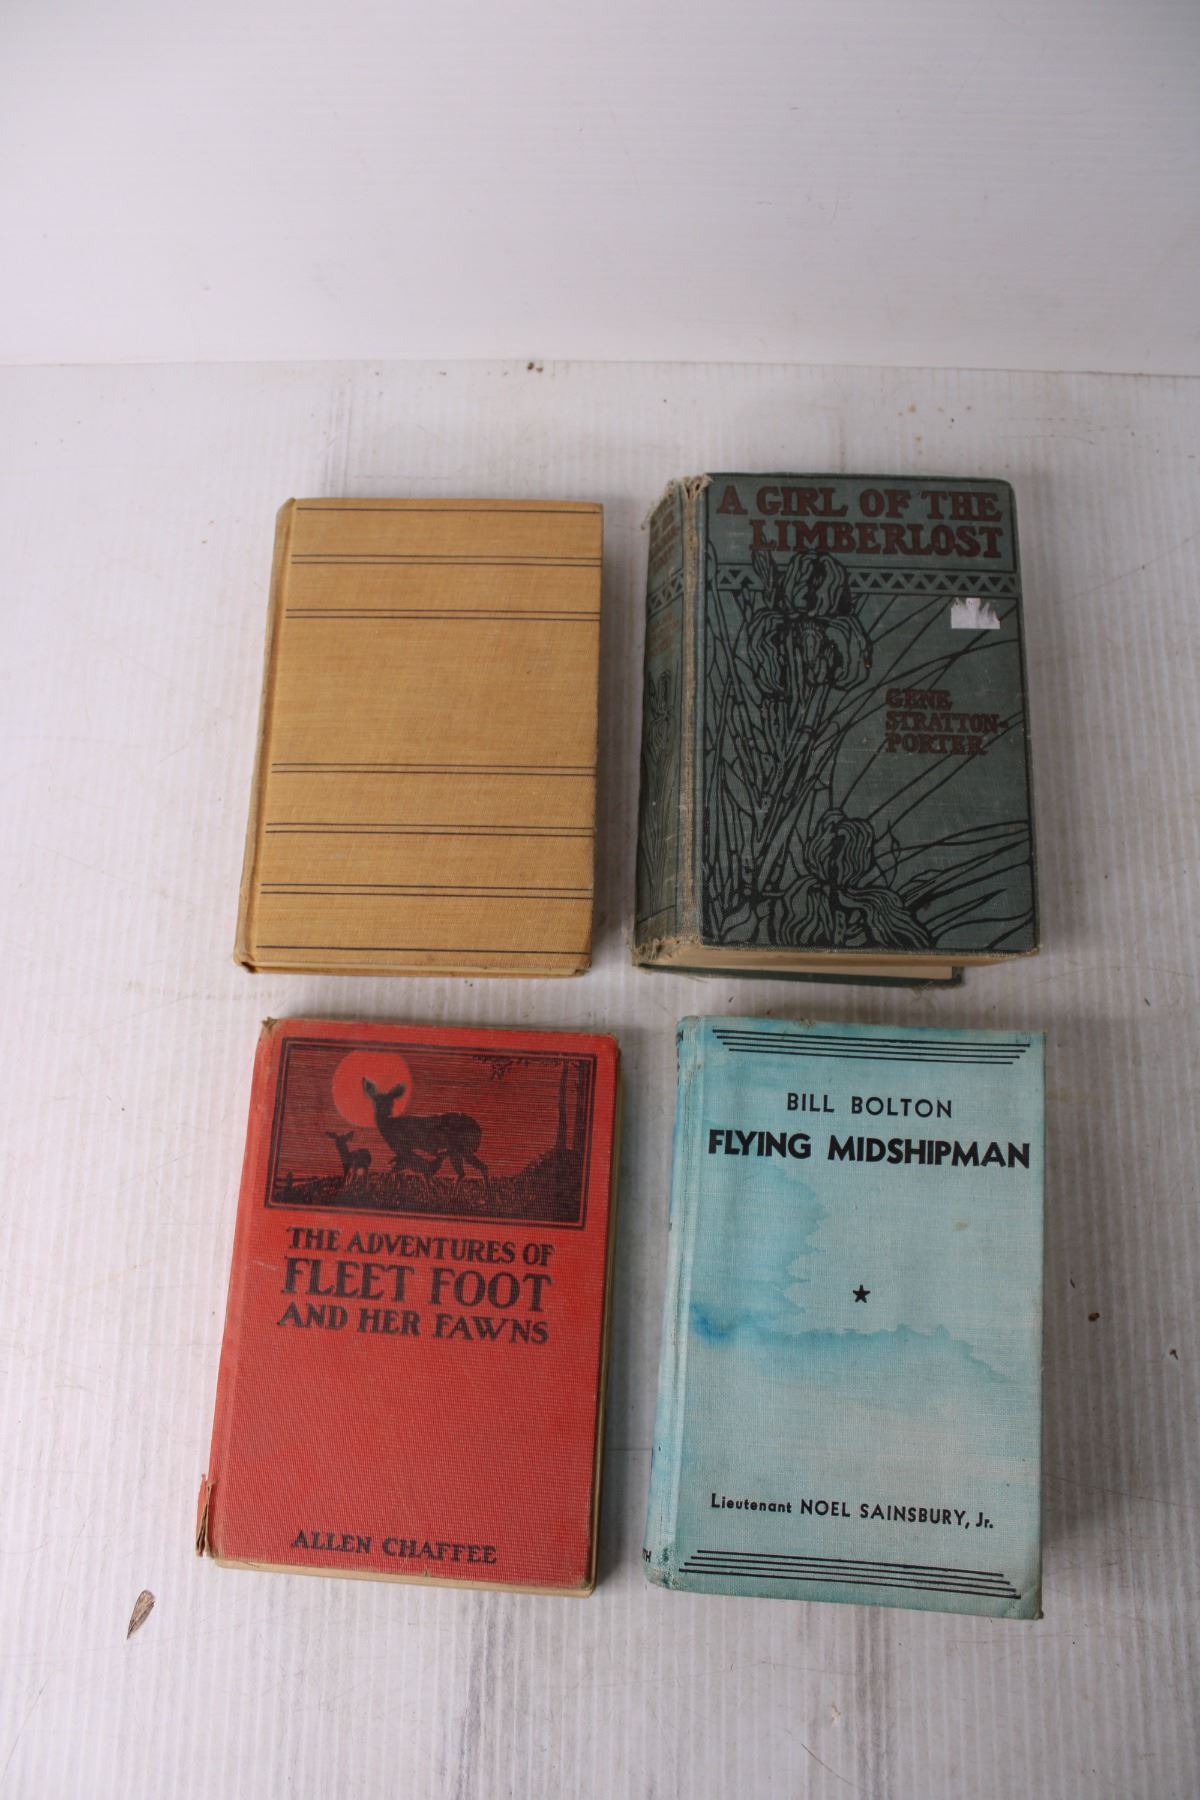 A GIRL OF THE
LIMBERLOST
GENE
STRATTON-
PORTER
THE ADVENTURES OF
FLEET FOOT
AND HER FAWNS
ALLEN CHAFFEE
BILL BOLTON
FLYING MIDSHIPMAN
Lieutenant NOEL SAINSBURY, Jr.